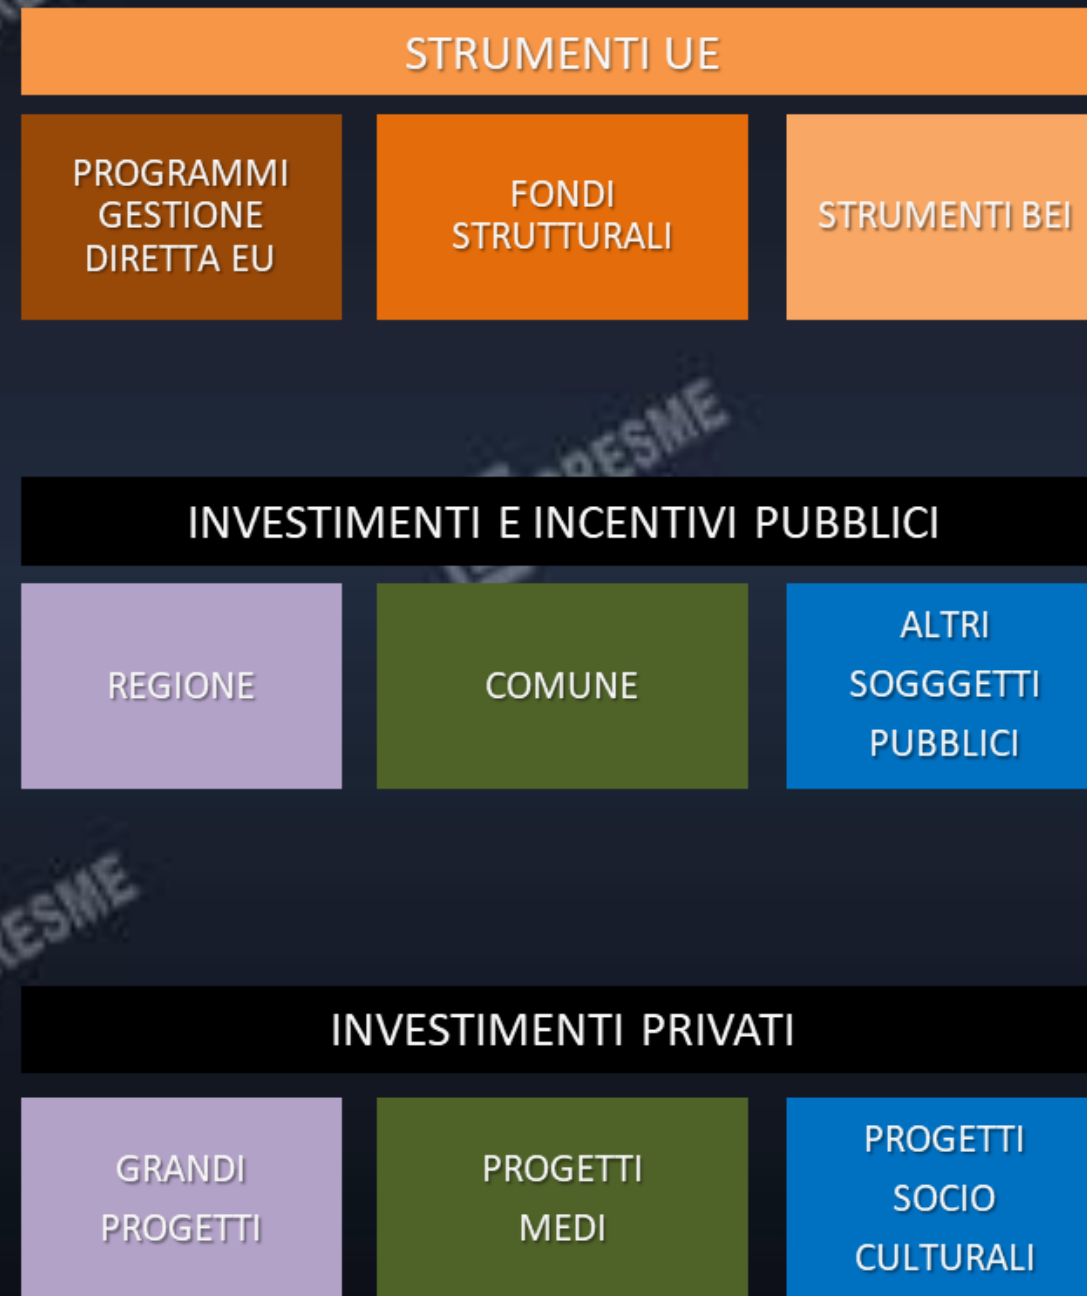 STRUMENTI UE
PROGRAMMI
GESTIONE
DIRETTA EU
FONDI
STRUTTURALI
STRUMENTI BEI
INVESTIMENTI E INCENTIVI PUBBLICI
REGIONE
COMUNE
ALTRI
SOGGGETTI
PUBBLICI
INVESTIMENTI PRIVATI
GRANDI
PROGETTI
PROGETTI
MEDI
PROGETTI
SOCIO
CULTURALI